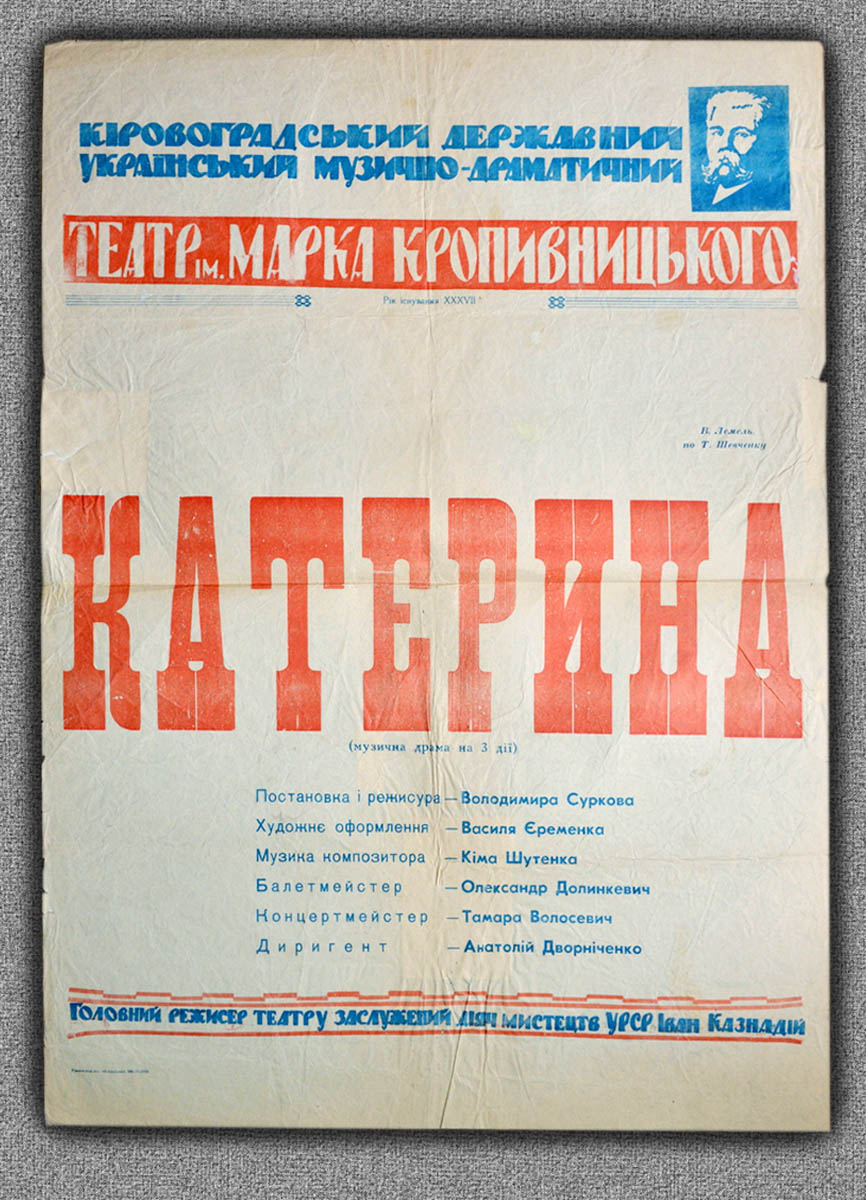 КІРОВОГРАДСЬКИЙ ДЕРЖАВНИЙ
УКРАЇНСЬКИЙ МУЗИЧНО-ДРАМАТИЧНИЙ
ТЕАТР ІМ. МАРКА КРОПИВНИЦЬКОГО
Рік існування XXXVII
В. Лемель.
по Т. Шевченку
КАТЕРИНА
(музична драма на 3 дії)
Постановка і режисура — Володимира Суркова
Художнє оформлення — Василя Єременка
Музика композитора — Кіма Шутенка
Балетмейстер — Олександр Долинкевич
Концертмейстер — Тамара Волосевич
Диригент — Анатолій Дворніченко
ГОЛОВНИЙ РЕЖИСЕР ТЕАТРУ ЗАСЛУЖЕНИЙ ДІЯЧ МИСТЕЦТВ УРСР ІВАН КАЗНАДІЙ